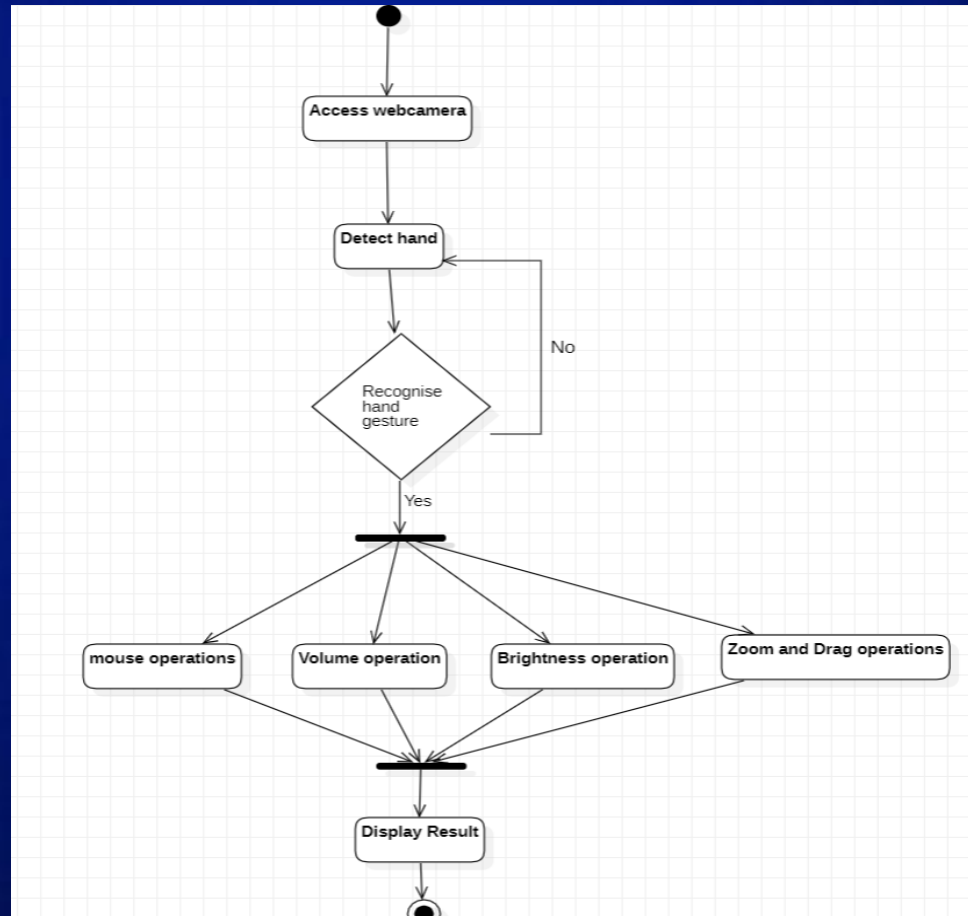 Access webcamera
Detect hand
No
Recognise
hand
gesture
Yes
mouse operations
Volume operation
Brightness operation
Zoom and Drag operations
Display Result